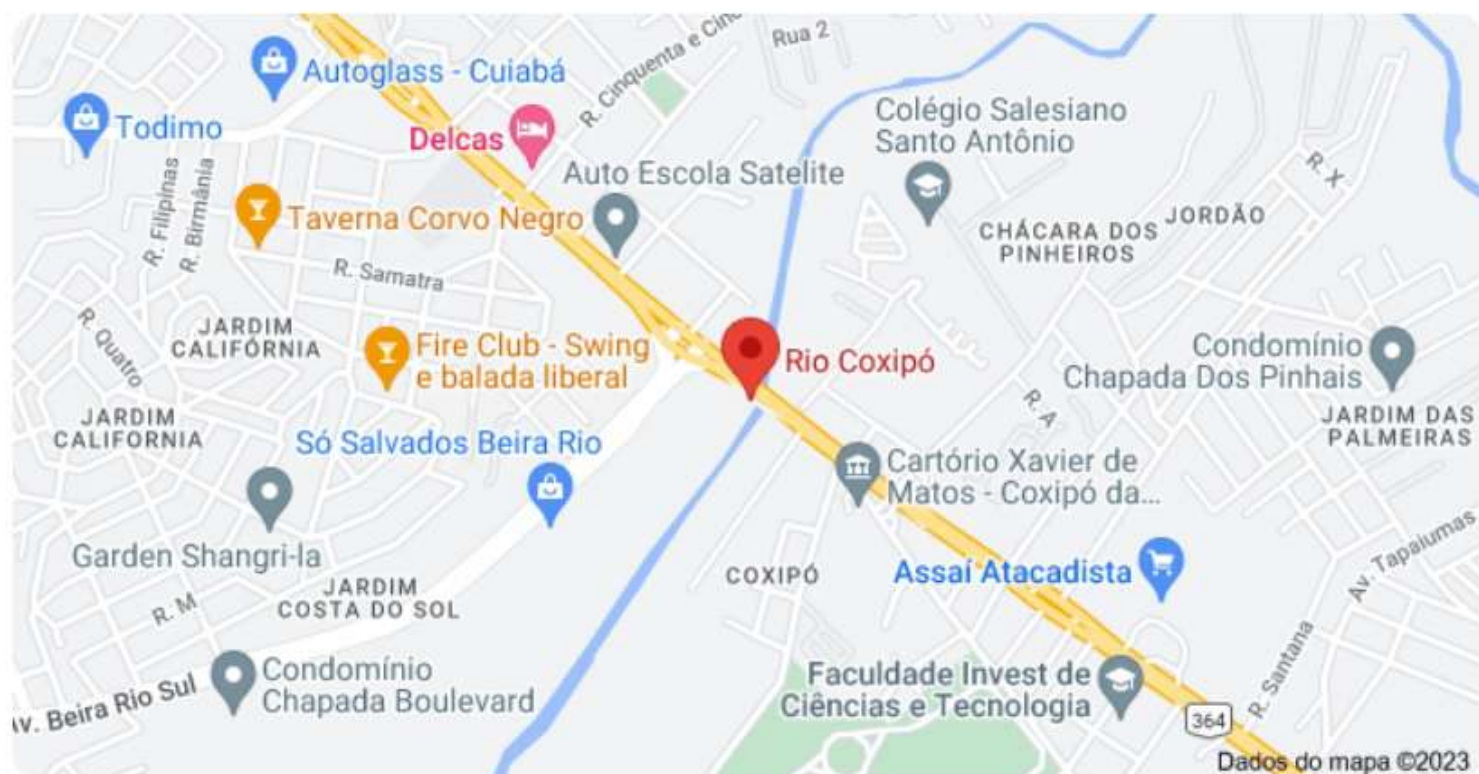 Rua 2
R. Cinquenta e Cinc
Autoglass - Cuiabá
Todimo
Delcas
Colégio Salesiano
Santo Antônio
Auto Escola Satelite
R. X
R. Filipinas
R. Birmânia
Taverna Corvo Negro
CHÁCARA DOS
PINHEIROS
JORDÃO
R. Samatra
R. Quatro
JARDIM
CALIFÓRNIA
Fire Club - Swing
e balada liberal
Rio Coxipó
Condomínio
Chapada Dos Pinhais
R. A
JARDIM
CALIFORNIA
JARDIM DAS
PALMEIRAS
Só Salvados Beira Rio
Cartório Xavier de
Matos - Coxipó da...
Garden Shangri-la
COXIPÓ
Assaí Atacadista
Av. Tapaiumas
R. M
JARDIM
COSTA DO SOL
R. Santana
Condomínio
Chapada Boulevard
Av. Beira Rio Sul
Faculdade Invest de
Ciências e Tecnologia
364
Dados do mapa ©2023